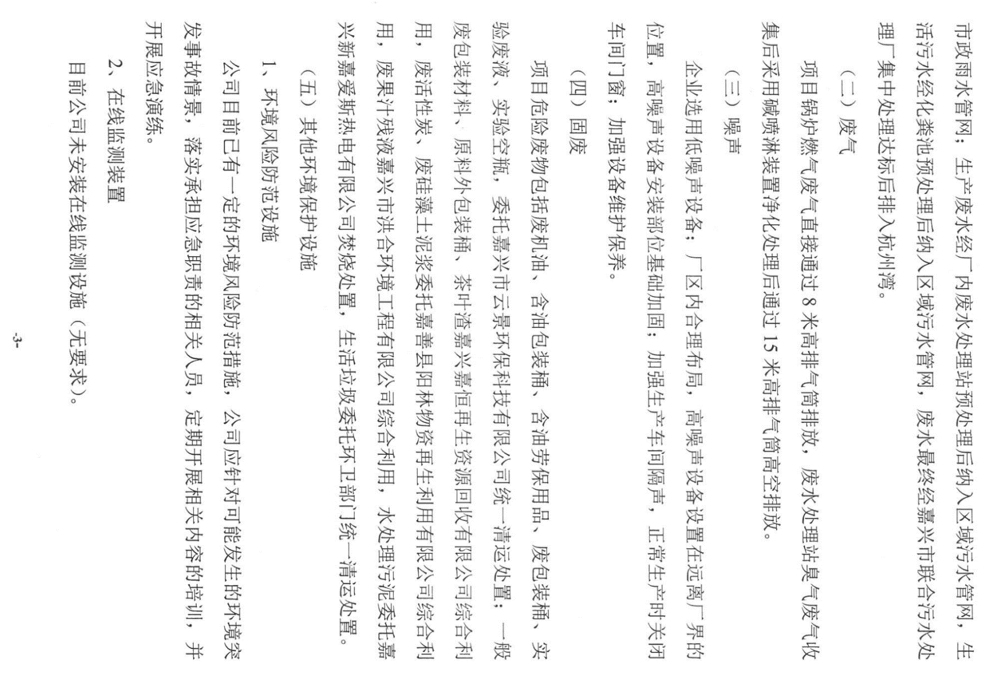 市政雨水管网；生产废水经厂内废水处理站预处理后纳入区域污水管网，生
活污水经化粪池预处理后纳入区域污水管网，废水最终经嘉兴市联合污水处
理厂集中处理达标后排入杭州湾。
（二）废气
项目锅炉燃气废气直接通过 8 米高排气筒排放，废水处理站臭气废气收
集后采用碱喷淋装置净化处理后通过 15 米高排气筒高空排放。
（三）噪声
企业选用低噪声设备；厂区内合理布局，高噪声设备设置在远离厂界的
位置，高噪声设备安装部位基础加固；加强生产车间隔声，正常生产时关闭
车间门窗；加强设备维护保养。
（四）固废
项目危险废物包括废机油、含油包装桶、含油劳保用品、废包装桶、实
验废液、实验空瓶，委托嘉兴市云景环保科技有限公司统一清运处置；一般
废包装材料、原料外包装桶、茶叶渣嘉兴嘉恒再生资源回收有限公司综合利
用，废活性炭、废硅藻土泥浆委托嘉善县阳林物资再生利用有限公司综合利
用，废果汁残液嘉兴市洪合环境工程有限公司综合利用，水处理污泥委托嘉
兴新嘉爱斯热电有限公司焚烧处置，生活垃圾委托环卫部门统一清运处置。
（五）其他环境保护设施
1、环境风险防范设施
公司目前已有一定的环境风险防范措施，公司应针对可能发生的环境突
发事故情景，落实承担应急职责的相关人员，定期开展相关内容的培训，并
开展应急演练。
2、在线监测装置
目前公司未安装在线监测设施（无要求）。
-3-